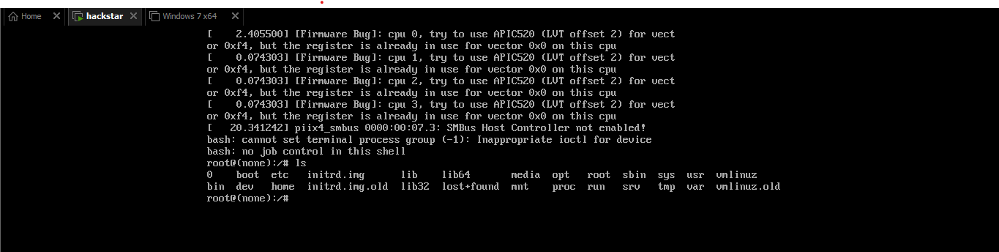 Home hackstar Windows 7 x64
[    2.405500] [Firmware Bug]: cpu 0, try to use APIC520 (LVT offset 2) for vect
or 0xf4, but the register is already in use for vector 0x0 on this cpu
[    0.074303] [Firmware Bug]: cpu 1, try to use APIC520 (LVT offset 2) for vect
or 0xf4, but the register is already in use for vector 0x0 on this cpu
[    0.074303] [Firmware Bug]: cpu 2, try to use APIC520 (LVT offset 2) for vect
or 0xf4, but the register is already in use for vector 0x0 on this cpu
[    0.074303] [Firmware Bug]: cpu 3, try to use APIC520 (LVT offset 2) for vect
or 0xf4, but the register is already in use for vector 0x0 on this cpu
[   20.341242] piix4_smbus 0000:00:07.3: SMBus Host Controller not enabled!
bash: cannot set terminal process group (-1): Inappropriate ioctl for device
bash: no job control in this shell
root@(none):/# ls
0    boot  etc   initrd.img      lib    lib64       media  opt   root  sbin  sys  usr  vmlinuz
bin  dev   home  initrd.img.old  lib32  lost+found  mnt    proc  run   srv   tmp  var  vmlinuz.old
root@(none):/#